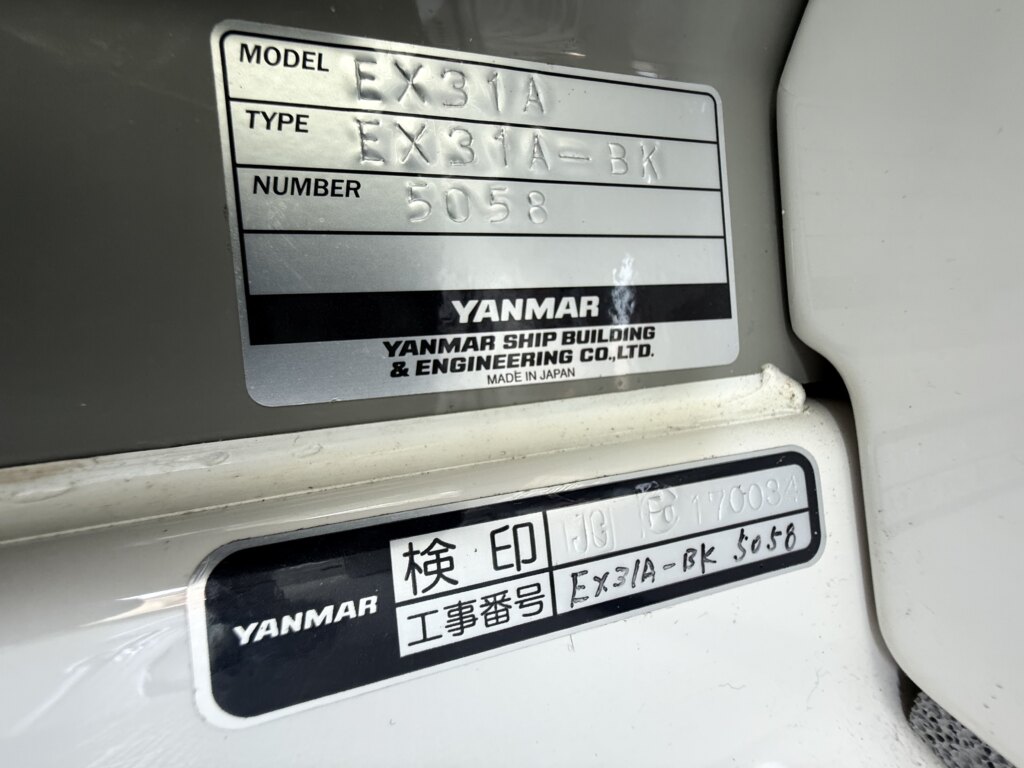 MODEL EX31A
TYPE EX31A-BK
NUMBER 5058
YANMAR
YANMAR SHIP BUILDING
& ENGINEERING CO.,LTD.
MADE IN JAPAN
YANMAR
検印 JCI 170034
工事番号 EX31A-BK 5058